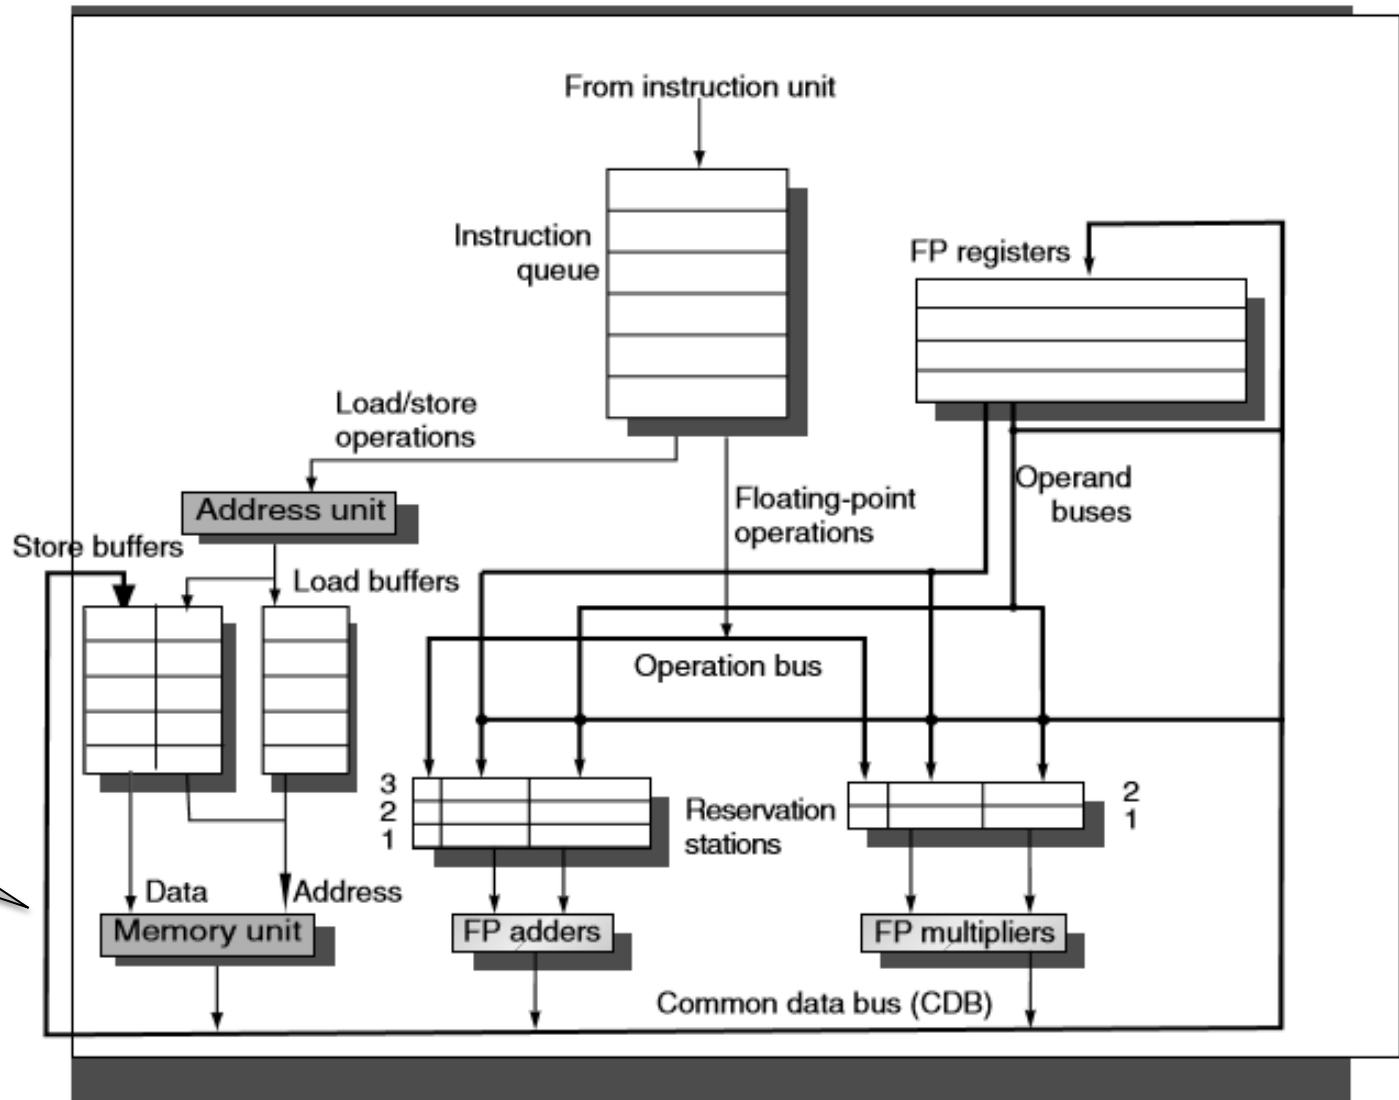 From instruction unit
Instruction
queue
FP registers
Load/store
operations
Address unit
Floating-point
operations
Operand
buses
Store buffers
Load buffers
Operation bus
3
2
1
Reservation
stations
2
1
Data
Address
Memory unit
FP adders
FP multipliers
Common data bus (CDB)